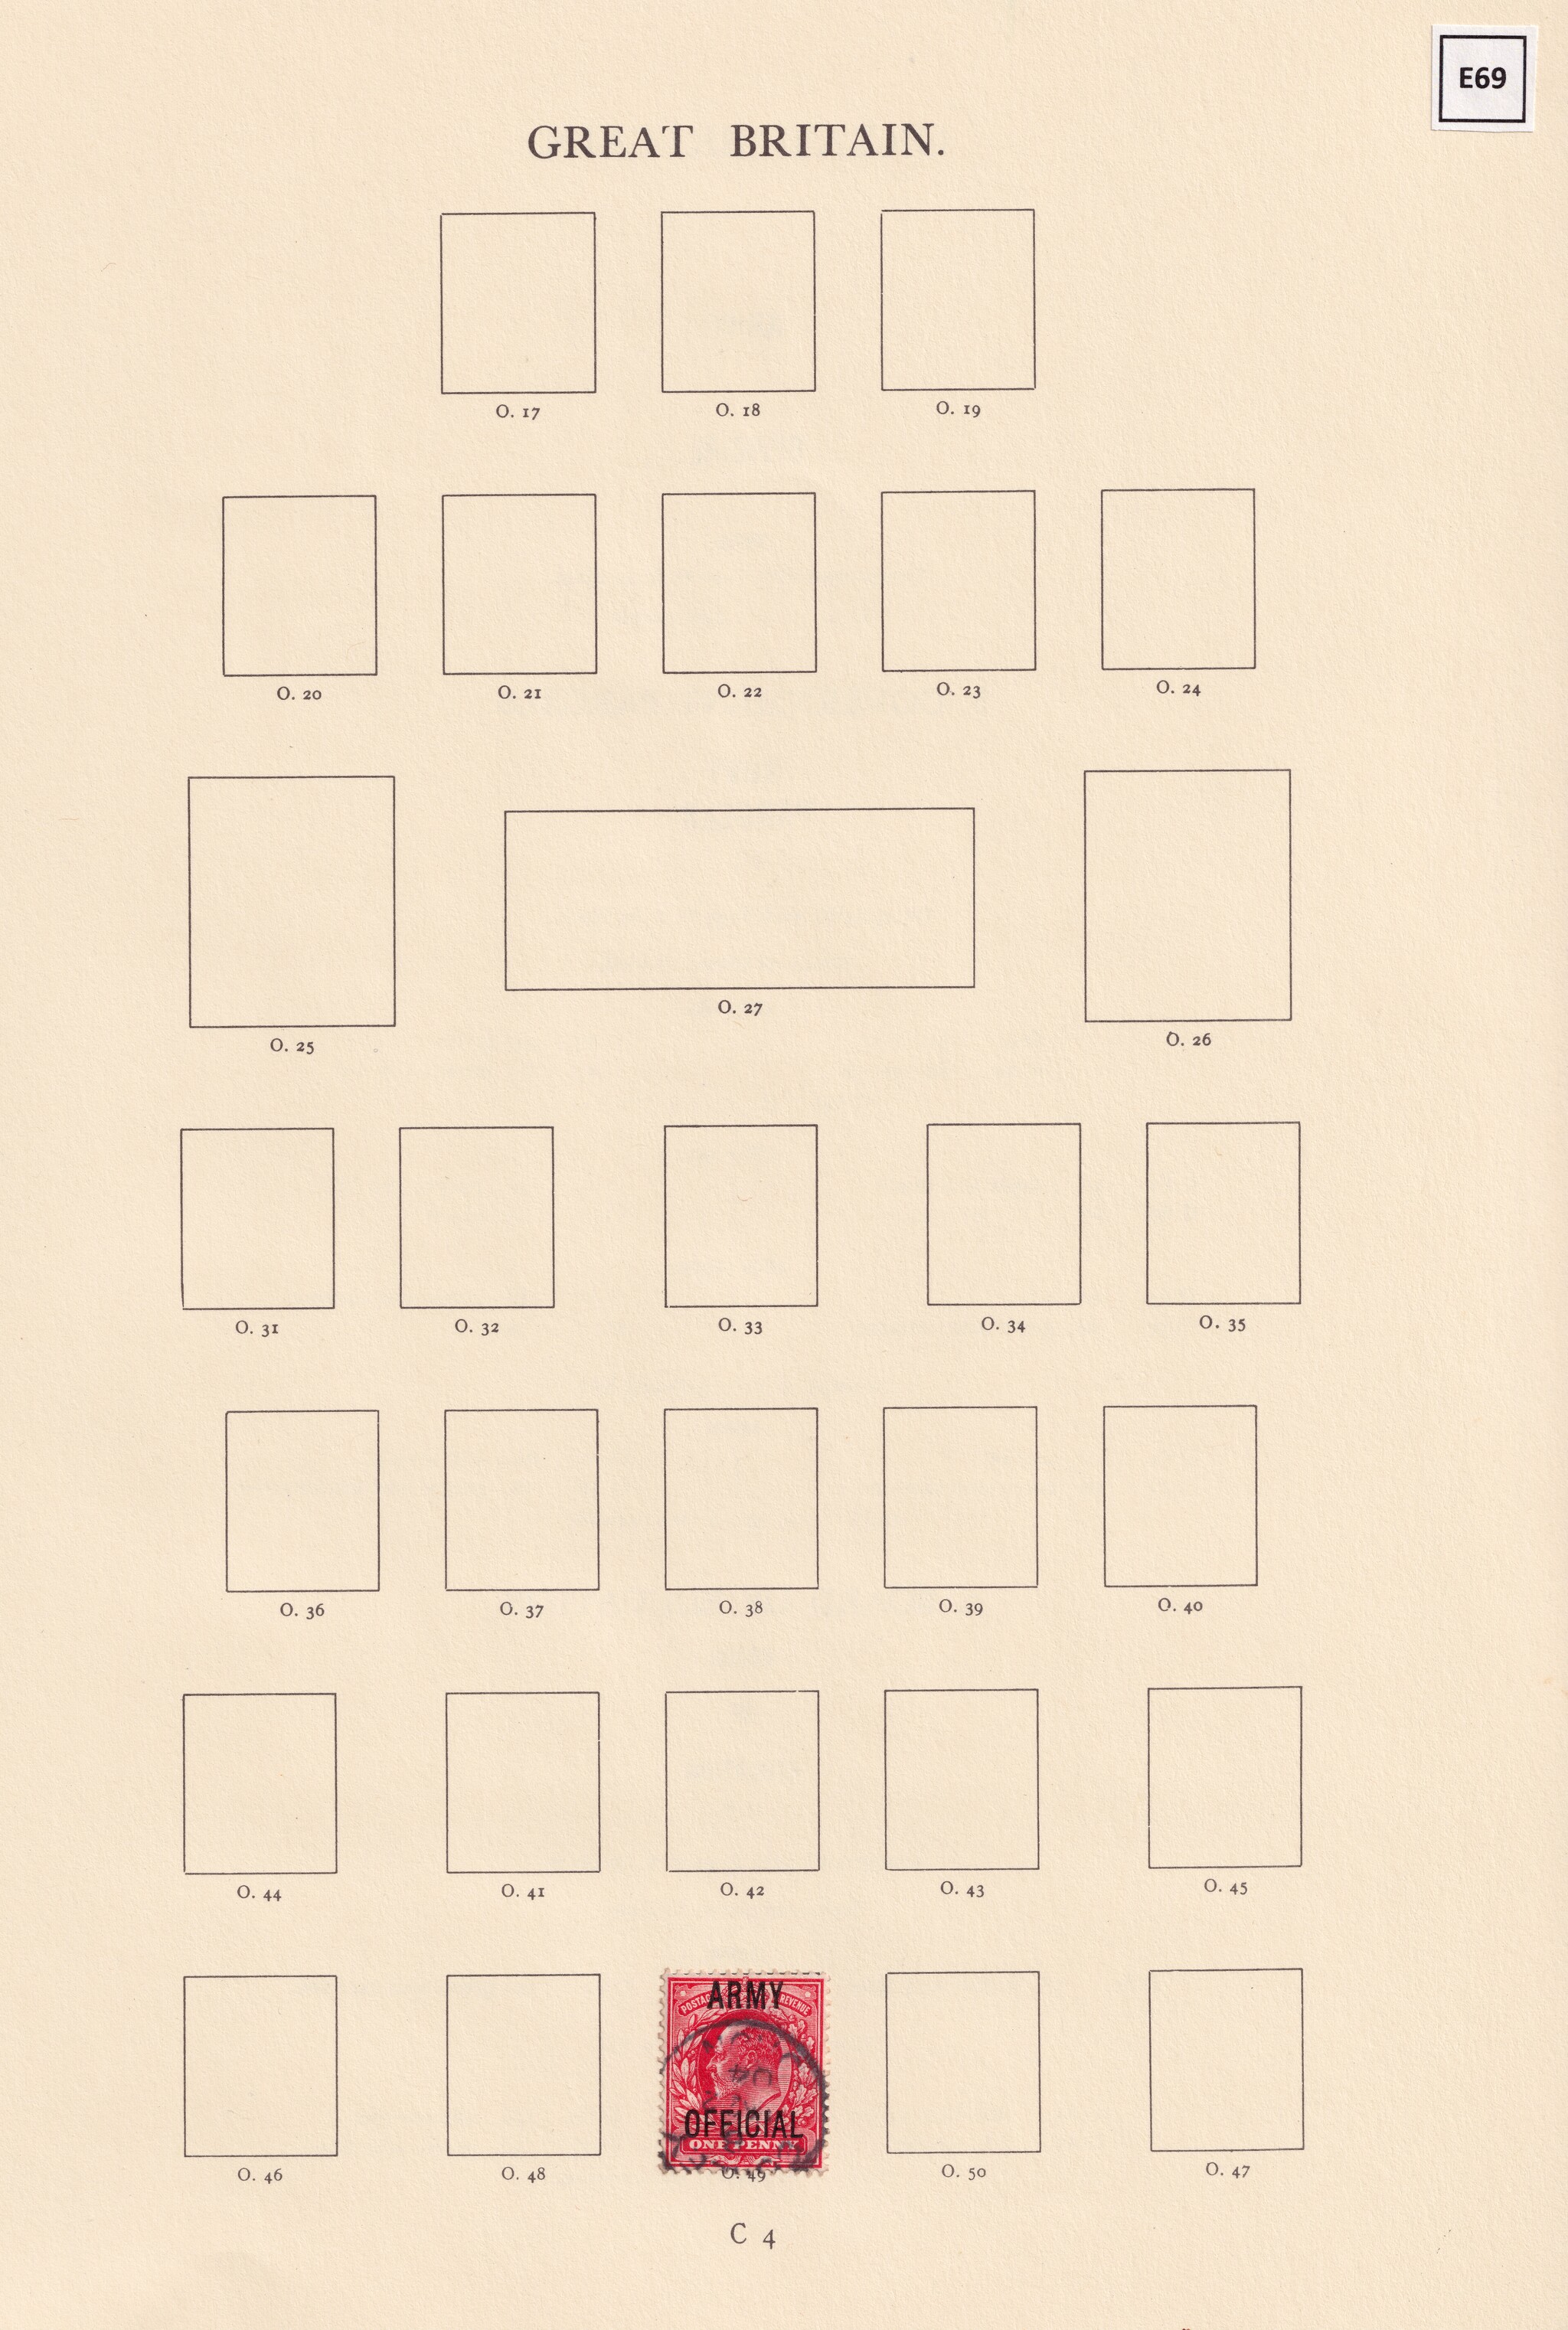 E69
GREAT BRITAIN.
O. 17 O. 18 O. 19
O. 20 O. 21 O. 22 O. 23 O. 24
O. 25 O. 27 O. 26
O. 31 O. 32 O. 33 O. 34 O. 35
O. 36 O. 37 O. 38 O. 39 O. 40
O. 44 O. 41 O. 42 O. 43 O. 45
ARMY
POSTAGE REVENUE
04
OFFICIAL
ONE PENNY
O. 46 O. 48 O. 49 O. 50 O. 47
C 4